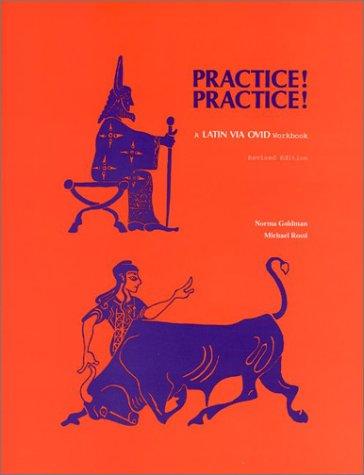 PRACTICE!
PRACTICE!
A LATIN VIA OVID Workbook
Revised Edition
Norma Goldman
Michael Rossi